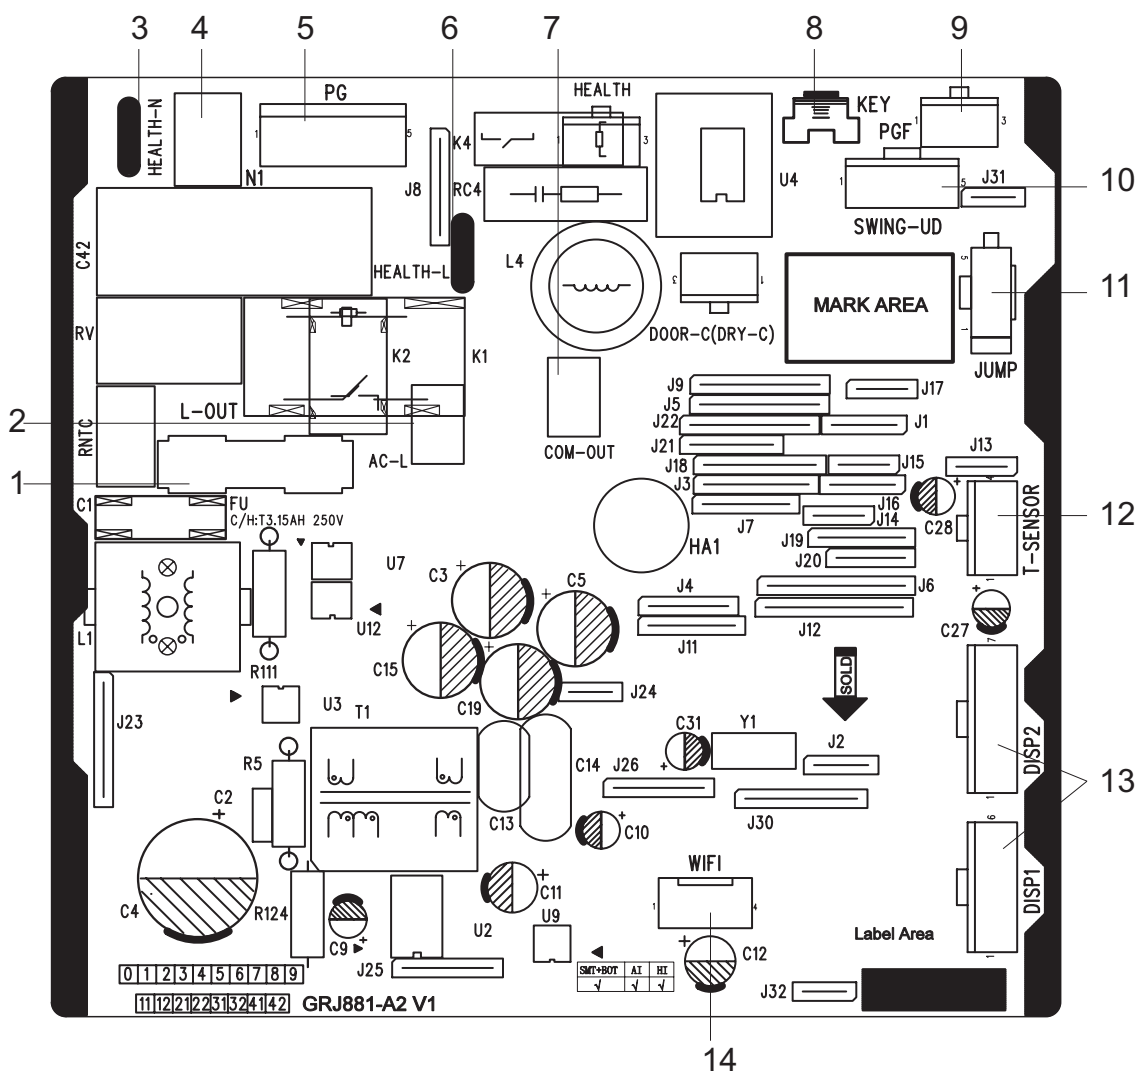 3 4 5 6 7 8 9
HEALTH-N
PG
1 5
HEALTH
K4
1 3
KEY
PGF
1 3
N1
J8
RC4
U4
1 5
J31
10
SWING-UD
C42
HEALTH-L
L4
3 1
5
MARK AREA
11
RV
K2
K1
DOOR-C(DRY-C)
1
JUMP
J9
J17
L-OUT
J5
2
J22
J1
RNTC
AC-L
COM-OUT
J21
J13
J18
J15
1
J3
4
C1
FU
J16
C/H:T3.15AH 250V
J7
J14
C28 +
12
HA1
J19
T-SENSOR
U7
J20
C3 +
C5 +
J6
1
U12
J4
J12
C27 +
L1
C15 +
J11
7
R111
C19 +
J24
SOLD
J23
U3
T1
C31 +
Y1
J2
DISP2
R5
C14
J26
13
C2
+
C13
C10 +
J30
1
6
WIFI
C4
R124
C11 +
1 4
DISP1
C9 +
U2
U9
C12 +
Label Area
1
J25
0 1 2 3 4 5 6 7 8 9
SMT+BOT AI HI
√ √ √
J32
11 12 21 22 31 32 41 42
GRJ881-A2 V1
14